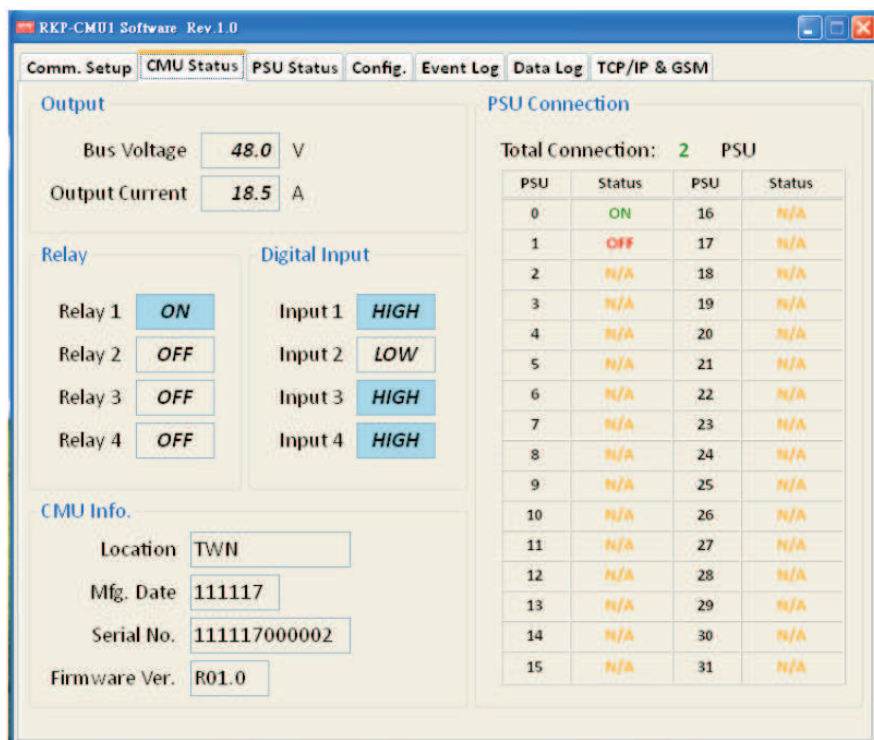 RKP-CMU1 Software Rev.1.0
Comm. Setup CMU Status PSU Status Config. Event Log Data Log TCP/IP & GSM
Output
Bus Voltage 48.0 V
Output Current 18.5 A
Relay
Relay 1 ON
Relay 2 OFF
Relay 3 OFF
Relay 4 OFF
Digital Input
Input 1 HIGH
Input 2 LOW
Input 3 HIGH
Input 4 HIGH
CMU Info.
Location TWN
Mfg. Date 111117
Serial No. 111117000002
Firmware Ver. R01.0
PSU Connection
Total Connection: 2 PSU
PSU Status PSU Status
0 ON 16 N/A
1 OFF 17 N/A
2 N/A 18 N/A
3 N/A 19 N/A
4 N/A 20 N/A
5 N/A 21 N/A
6 N/A 22 N/A
7 N/A 23 N/A
8 N/A 24 N/A
9 N/A 25 N/A
10 N/A 26 N/A
11 N/A 27 N/A
12 N/A 28 N/A
13 N/A 29 N/A
14 N/A 30 N/A
15 N/A 31 N/A